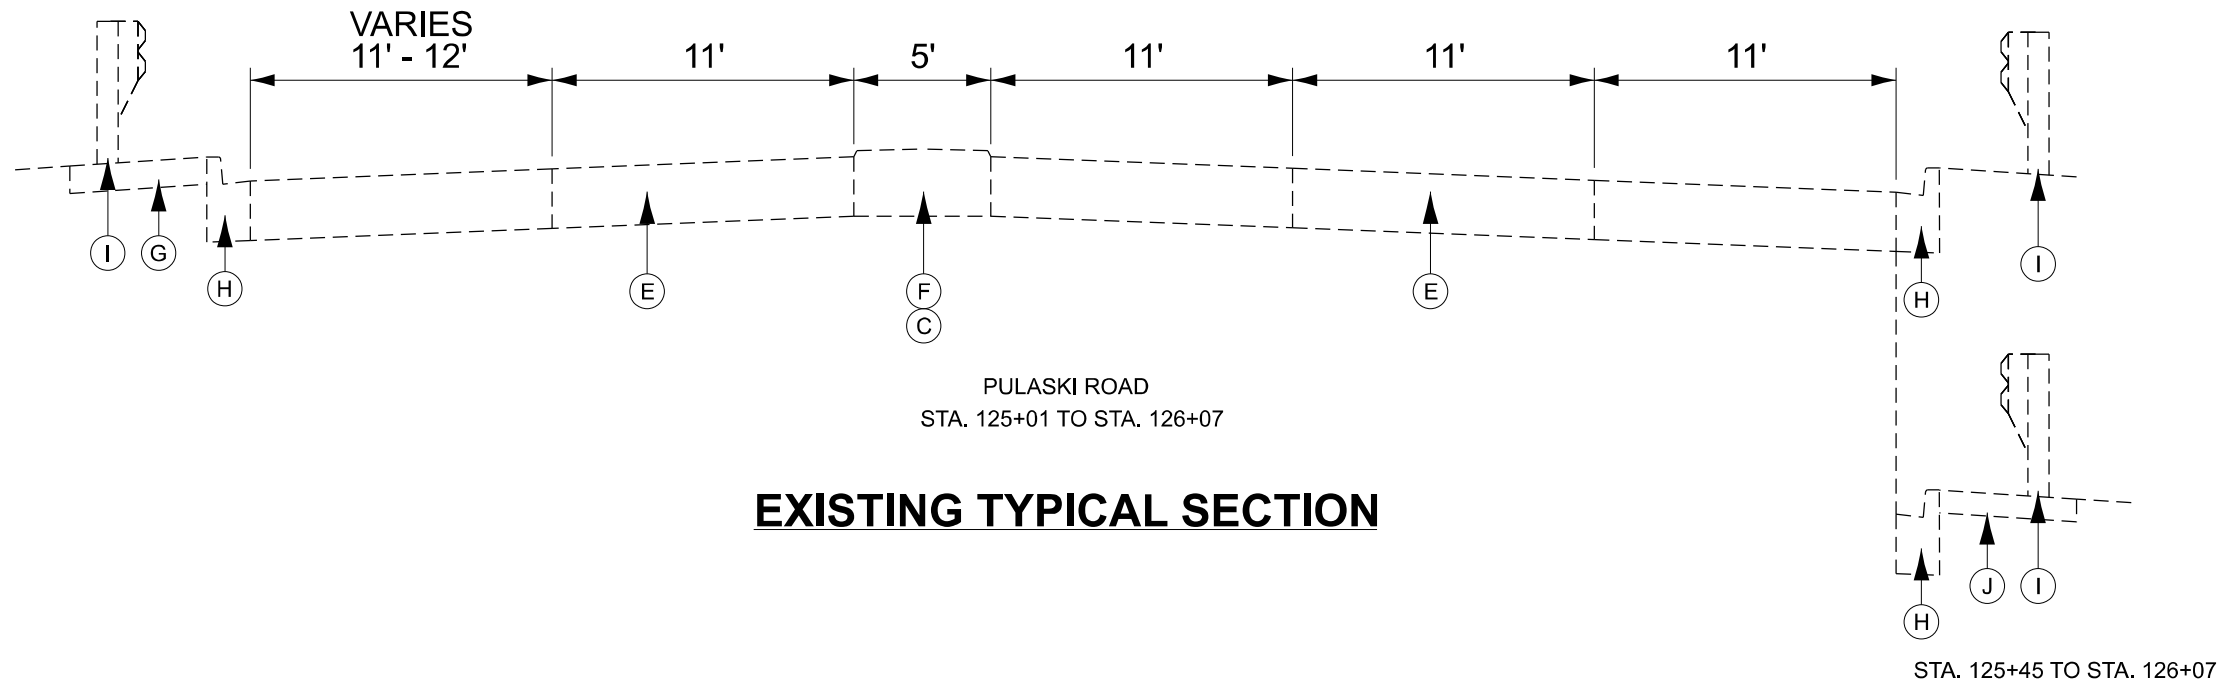 VARIES
11' - 12'
11'
5'
11'
11'
11'
I
G
H
E
F
C
E
H
I
PULASKI ROAD
STA. 125+01 TO STA. 126+07
EXISTING TYPICAL SECTION
H
J
I
STA. 125+45 TO STA. 126+07